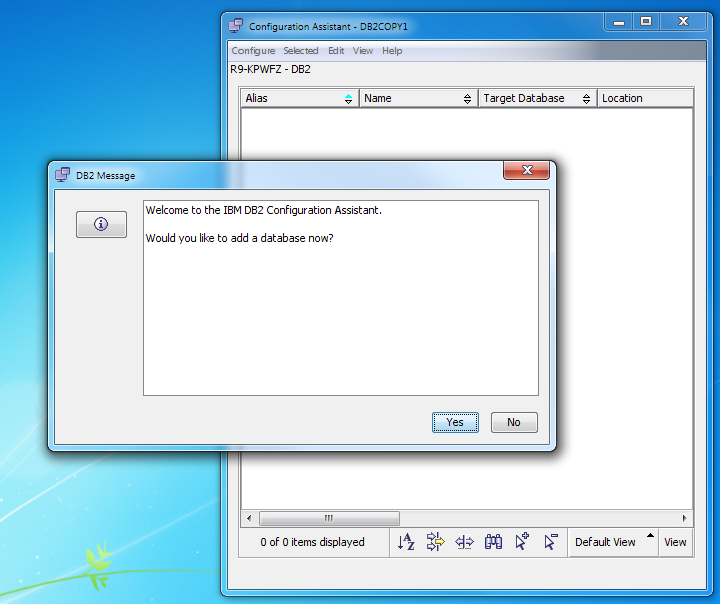 Configuration Assistant - DB2COPY1
Configure Selected Edit View Help
R9-KPWFZ - DB2
Alias Name Target Database Location
DB2 Message
Welcome to the IBM DB2 Configuration Assistant.
Would you like to add a database now?
Yes No
0 of 0 items displayed
Default View View